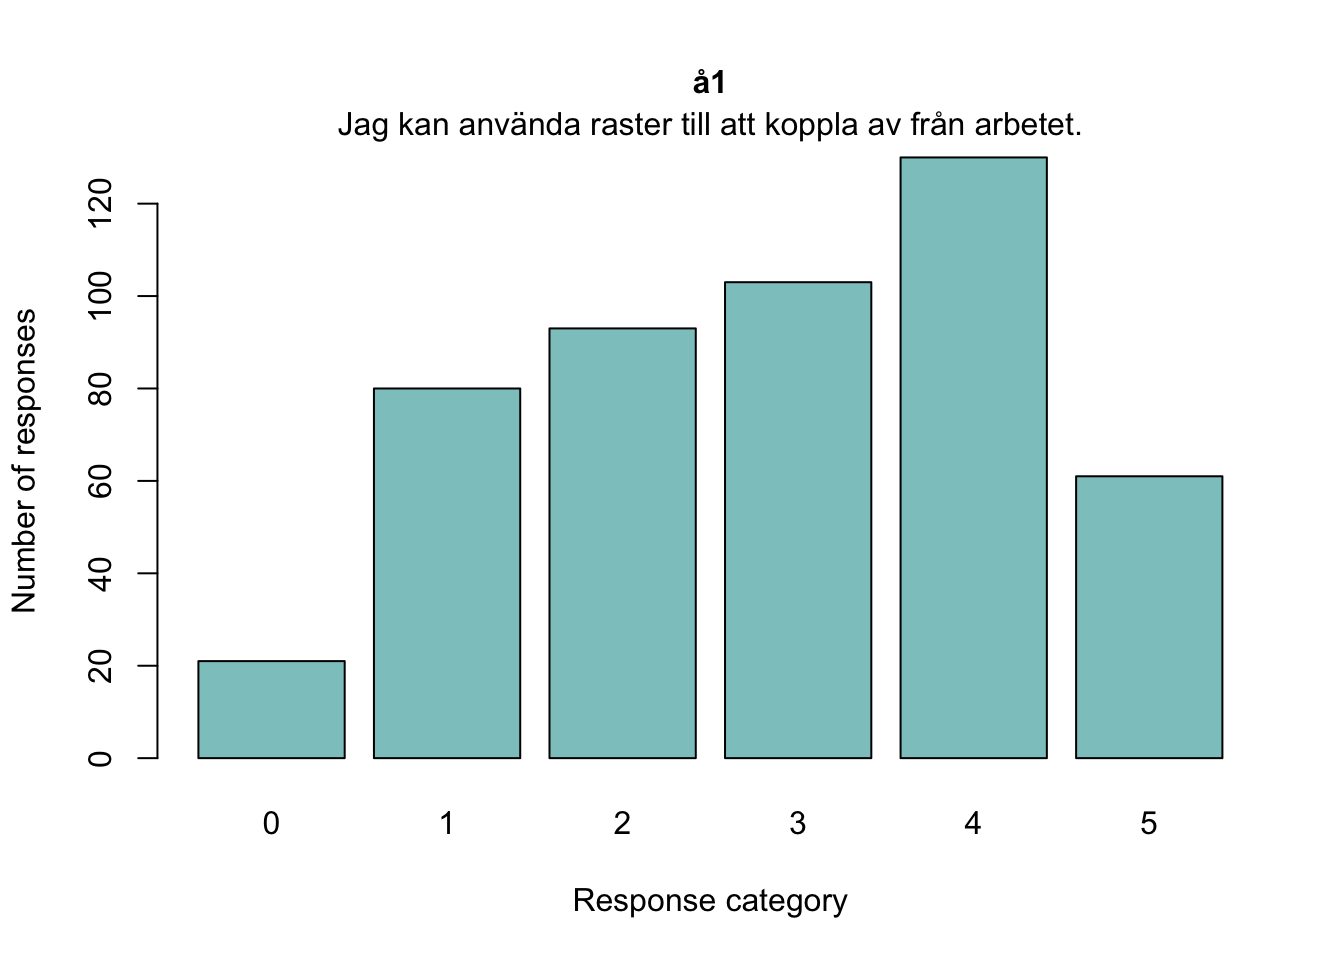 å1
Jag kan använda raster till att koppla av från arbetet.
Number of responses
120
100
80
60
40
20
0
0 1 2 3 4 5
Response category